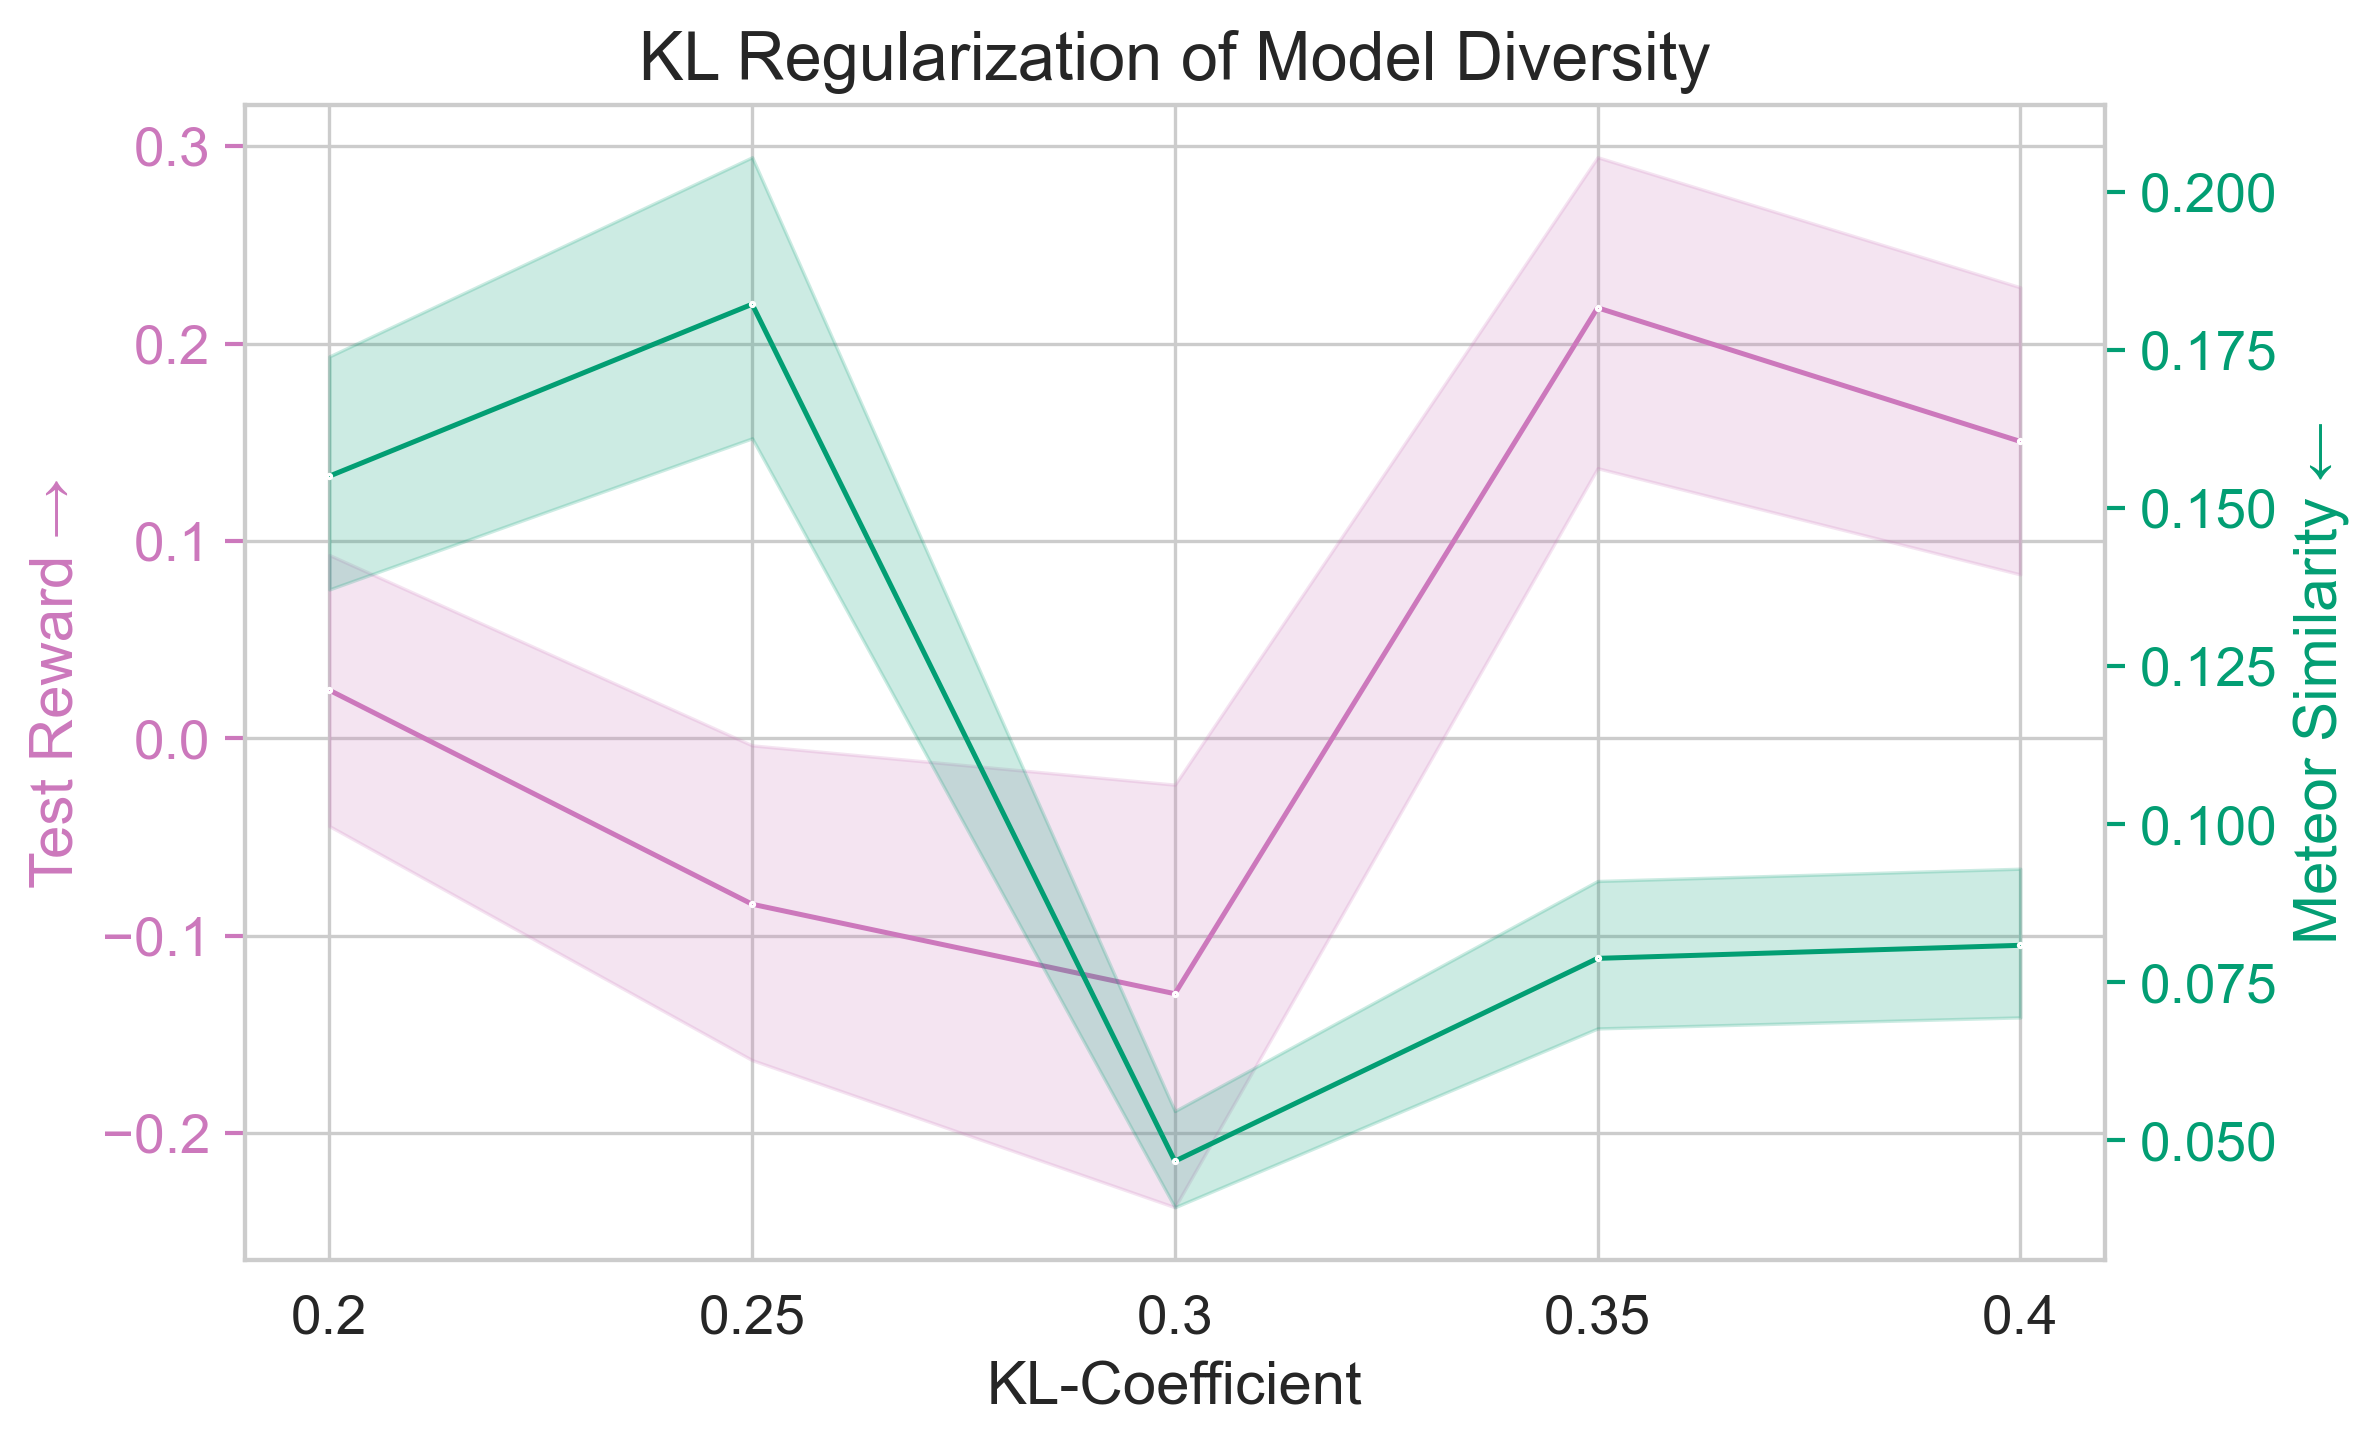 KL Regularization of Model Diversity
0.3
0.2
0.1
0.0
−0.1
−0.2
Test Reward →
0.200
0.175
0.150
0.125
0.100
0.075
0.050
Meteor Similarity ←
0.2 0.25 0.3 0.35 0.4
KL-Coefficient